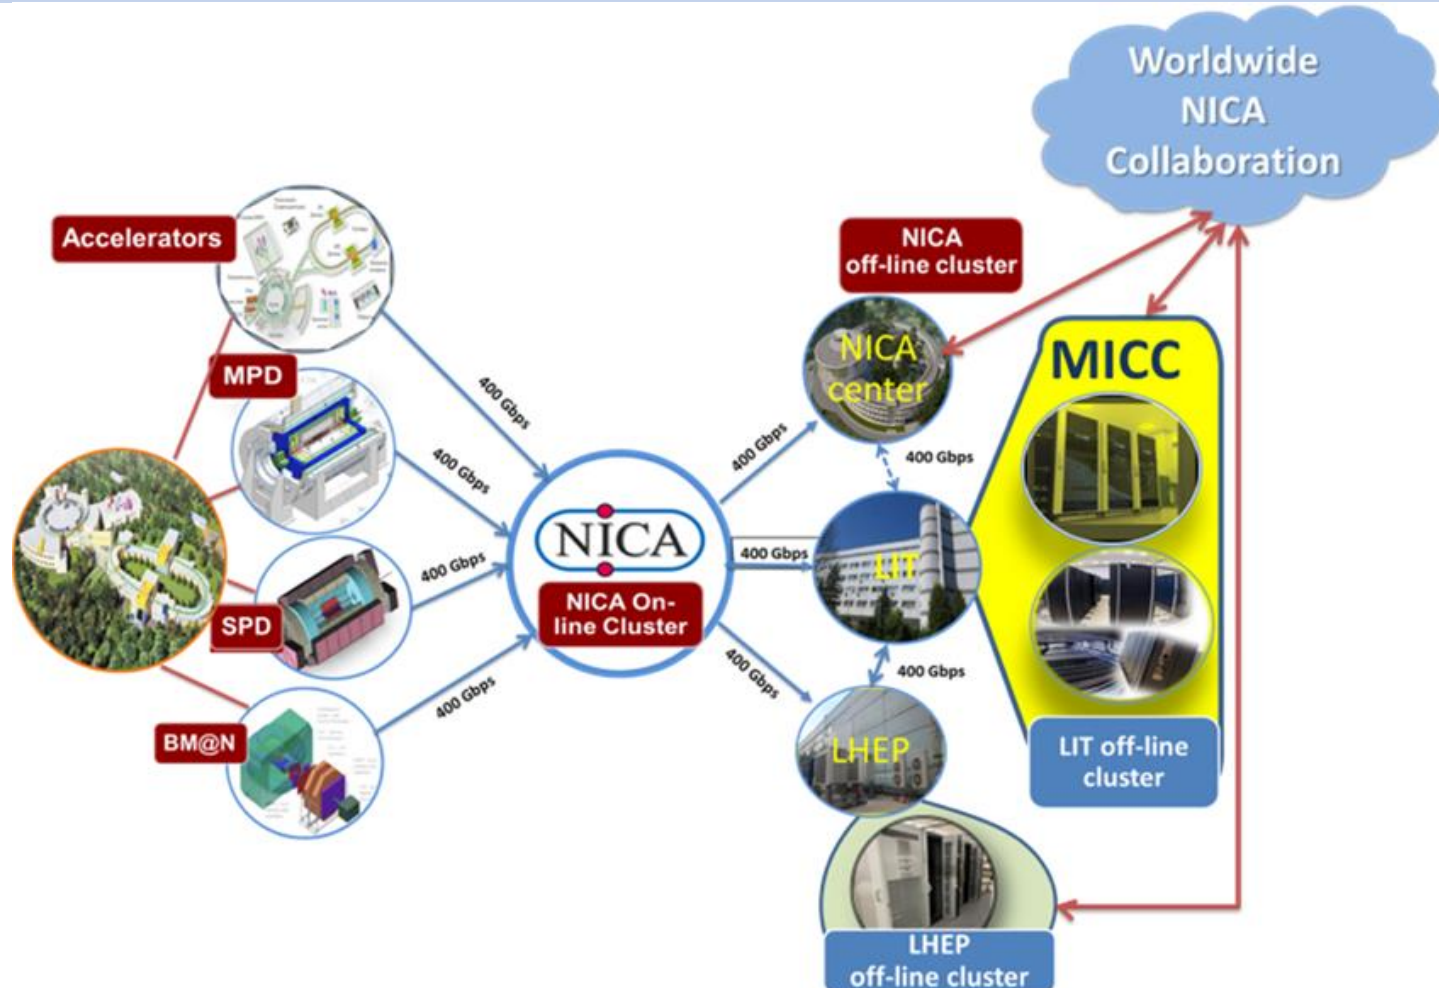 Worldwide
NICA
Collaboration
Accelerators
NICA
off-line cluster
MPD
400 Gbps
NICA
center
MICC
400 Gbps
400 Gbps
400 Gbps
NICA
400 Gbps
400 Gbps
LIT
NICA On-
line Cluster
SPD
400 Gbps
400 Gbps
400 Gbps
BM@N
LHEP
LIT off-line
cluster
LHEP
off-line cluster